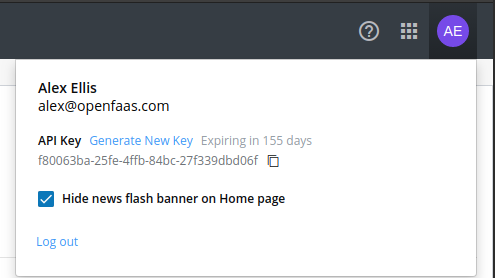 AE
Alex Ellis
alex@openfaas.com
API Key Generate New Key Expiring in 155 days
f80063ba-25fe-4ffb-84bc-27f339dbd06f
Hide news flash banner on Home page
Log out